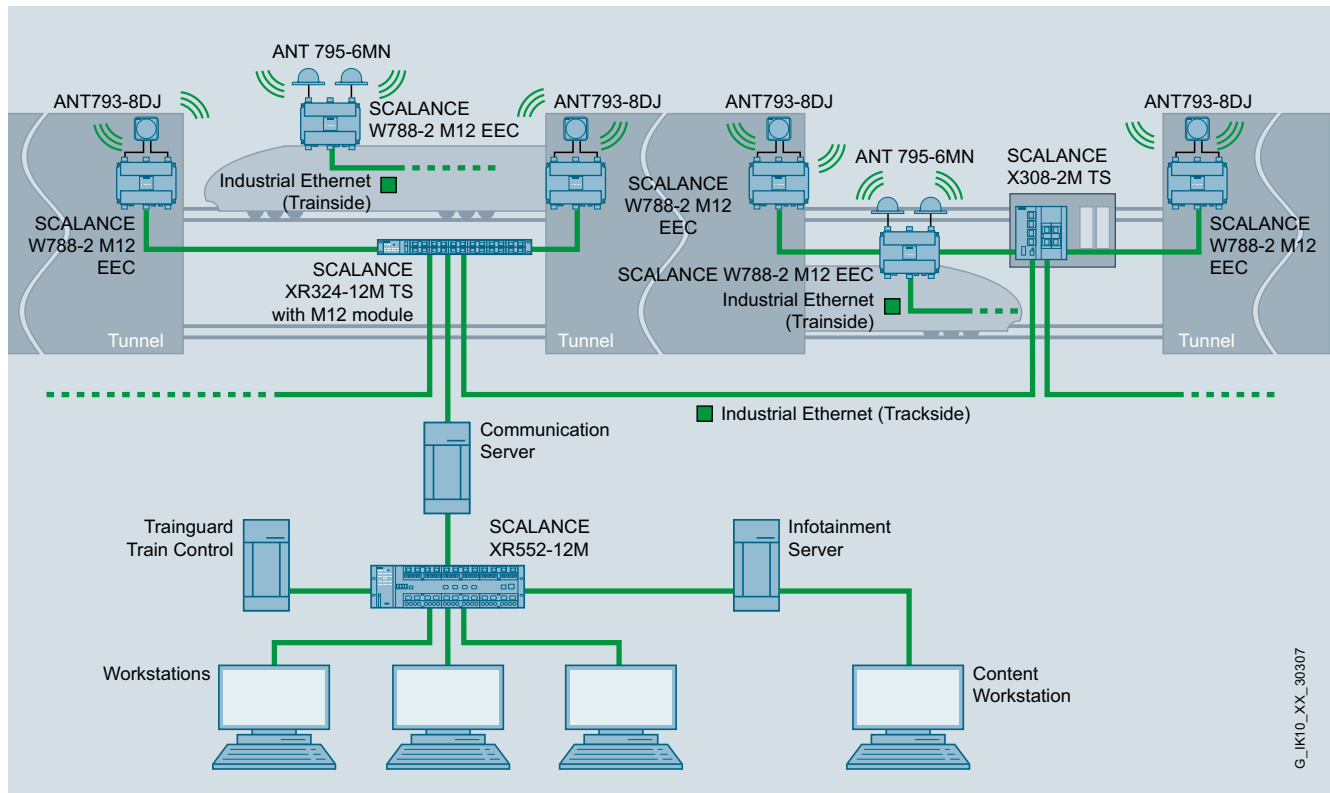 ANT 795-6MN
ANT793-8DJ
SCALANCE
W788-2 M12 EEC
ANT793-8DJ
ANT793-8DJ
ANT793-8DJ
ANT 795-6MN
SCALANCE
X308-2M TS
Industrial Ethernet
(Trainside)
SCALANCE
W788-2 M12
EEC
SCALANCE
W788-2 M12
EEC
SCALANCE
W788-2 M12
EEC
SCALANCE
XR324-12M TS
with M12 module
SCALANCE W788-2 M12 EEC
Industrial Ethernet
(Trainside)
Tunnel
Tunnel
Tunnel
Industrial Ethernet (Trackside)
Communication
Server
Trainguard
Train Control
SCALANCE
XR552-12M
Infotainment
Server
Workstations
Content
Workstation
G_IK10_XX_30307